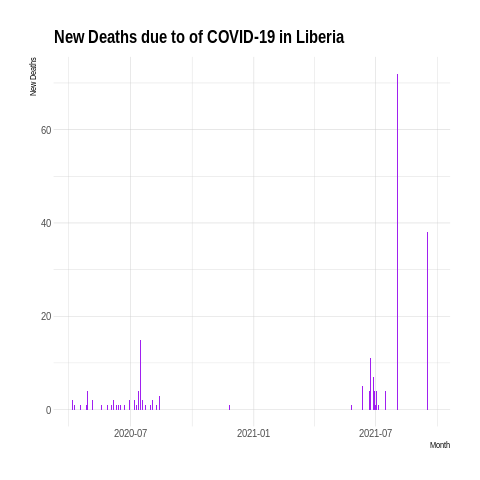 New Deaths due to of COVID-19 in Liberia
New Deaths
60
40
20
0
2020-07
2021-01
2021-07
Month